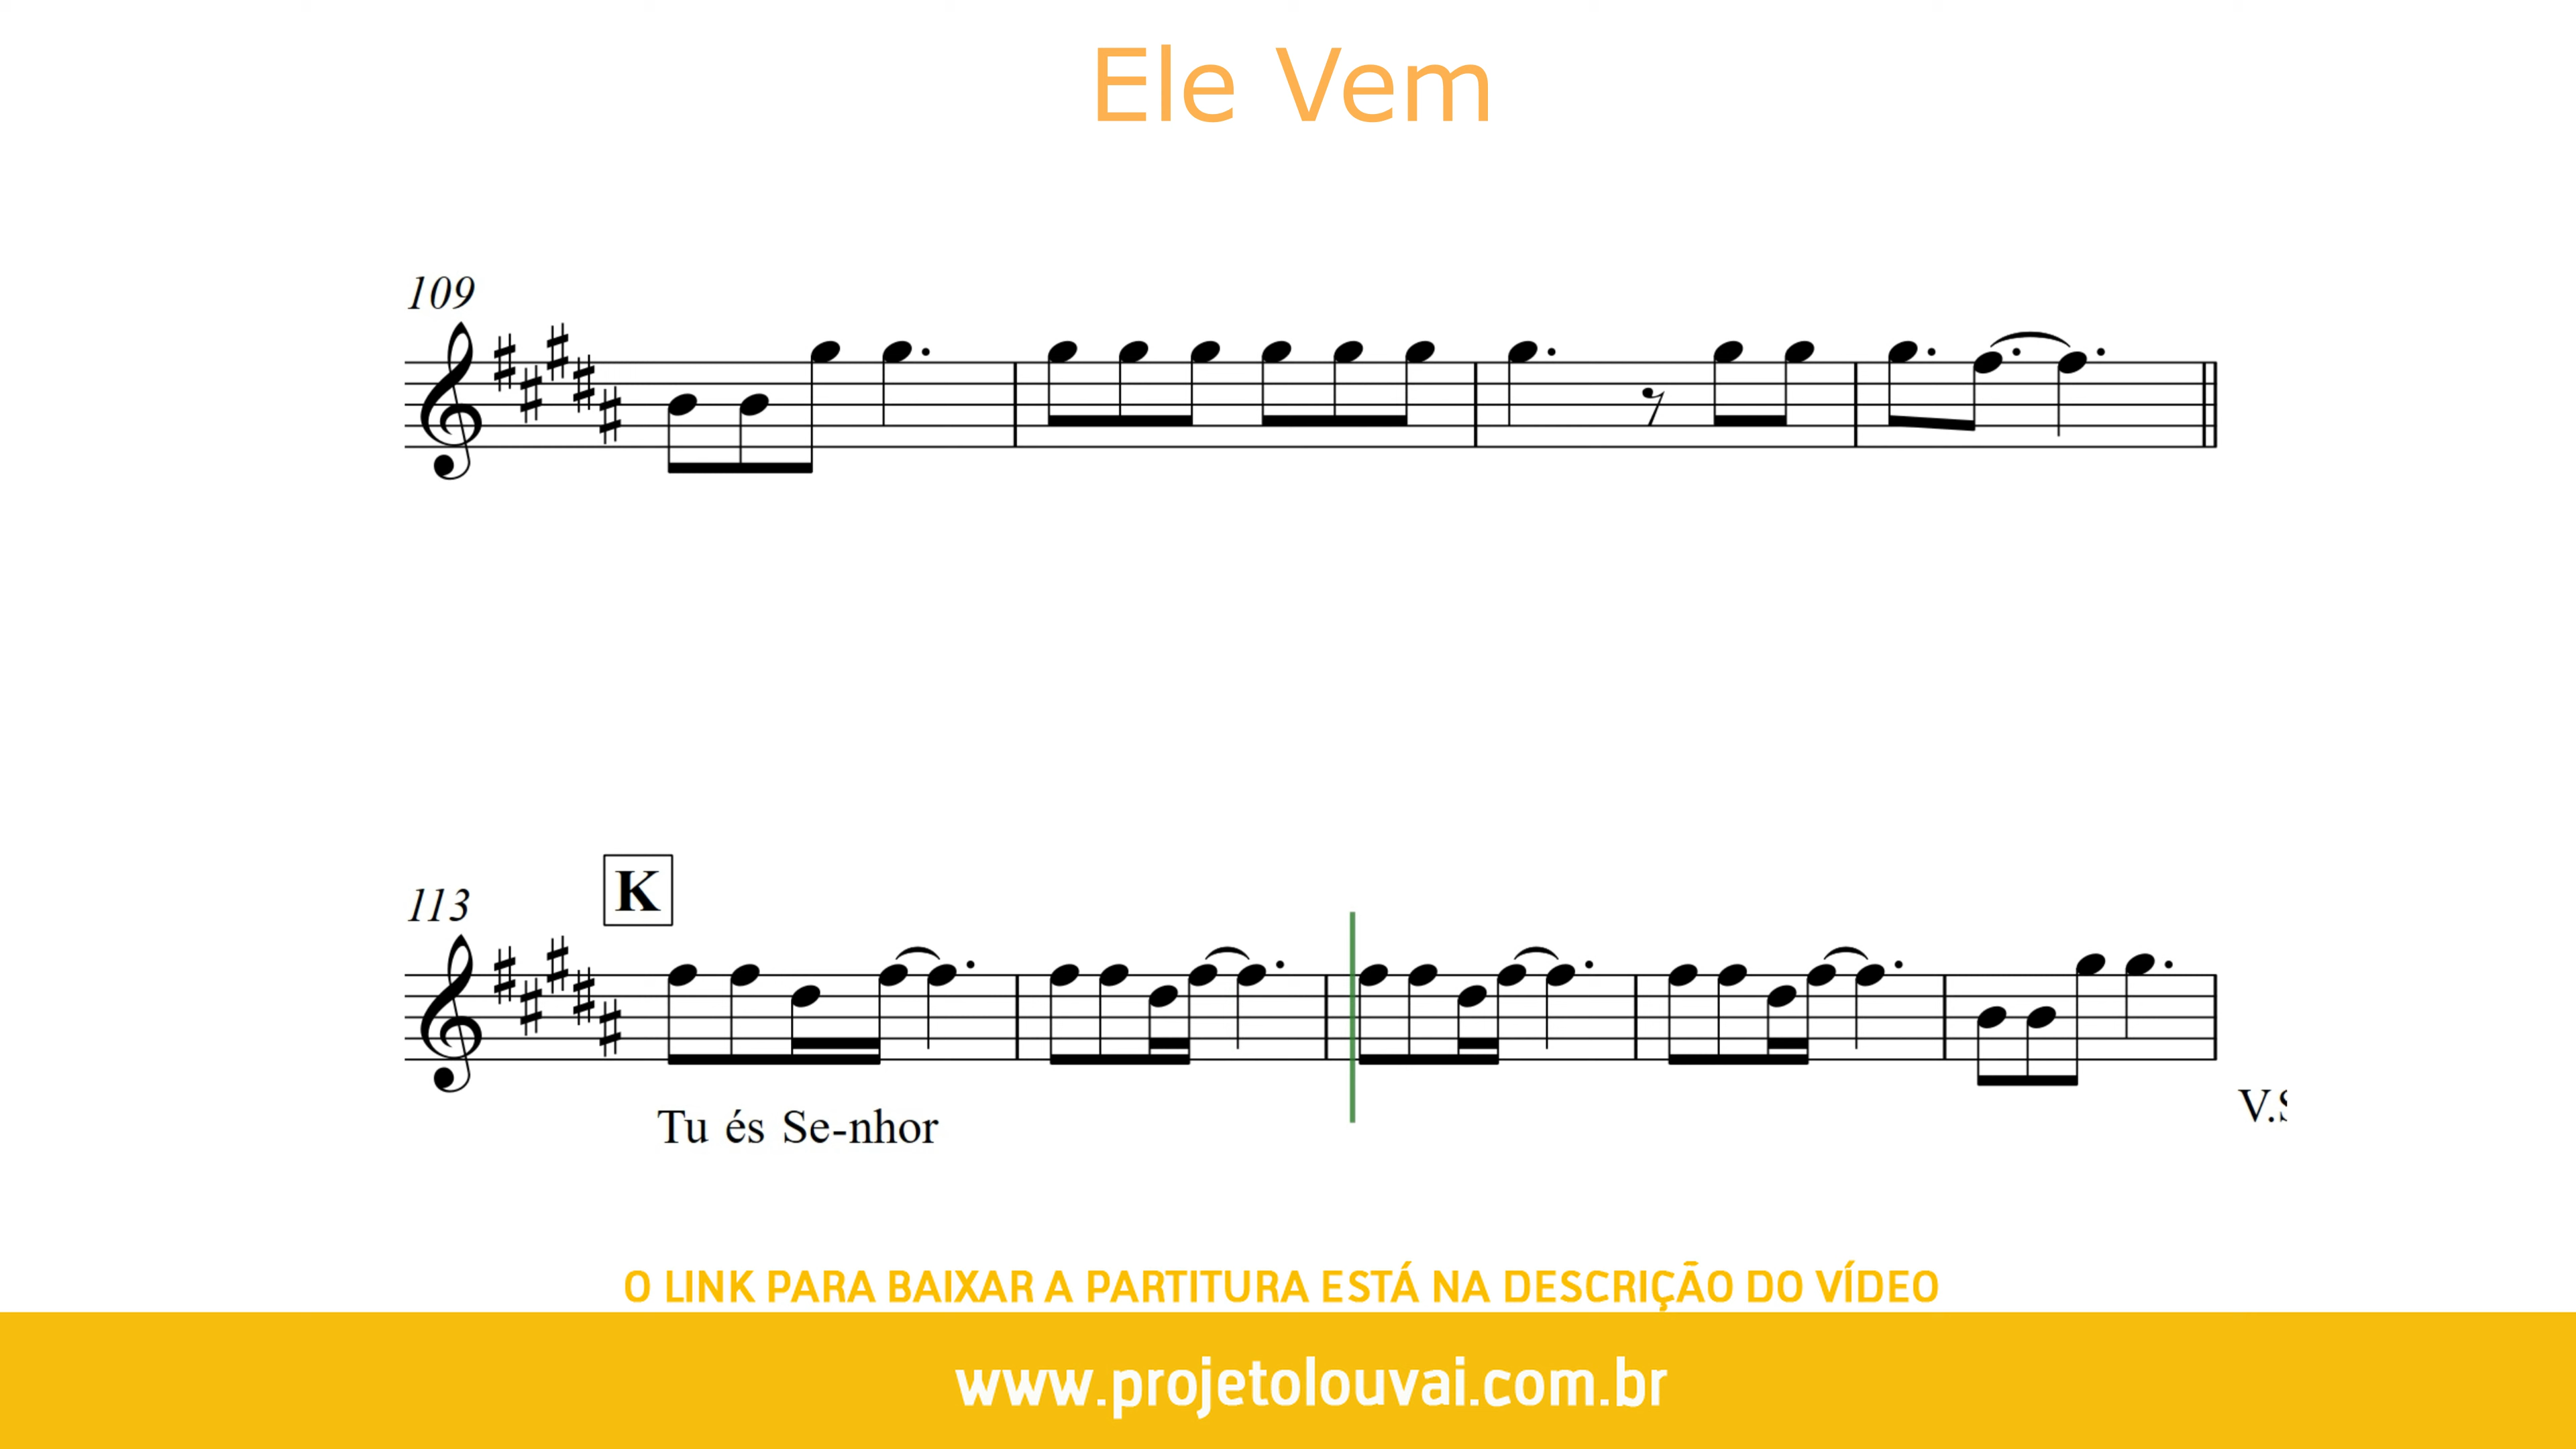 Ele Vem
109
K
113
Tu és Se-nhor
V.S
O LINK PARA BAIXAR A PARTITURA ESTÁ NA DESCRIÇÃO DO VÍDEO
www.projetolouvai.com.br